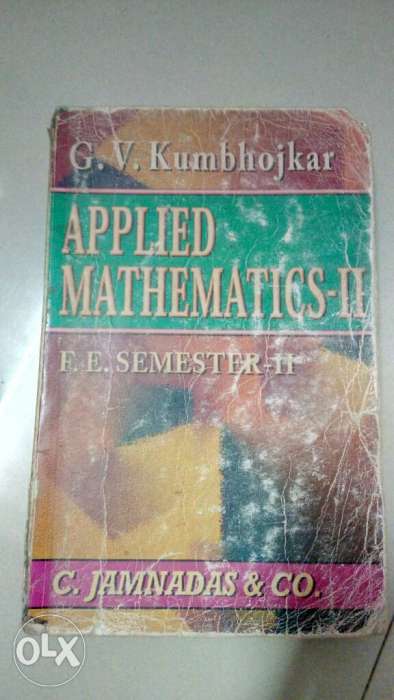 G. V. Kumbhojkar
APPLIED
MATHEMATICS-II
F. E. SEMESTER-II
C. JAMNADAS & CO.
OLX